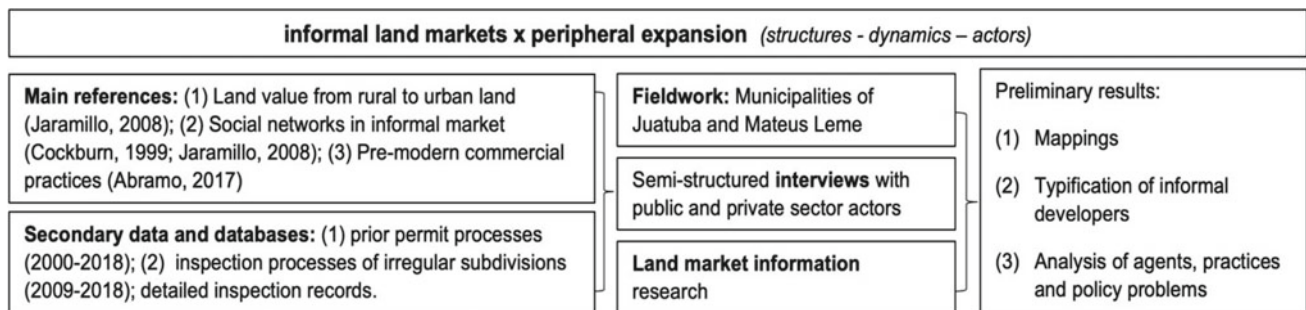 informal land markets x peripheral expansion (structures - dynamics – actors)
Main references: (1) Land value from rural to urban land
(Jaramillo, 2008); (2) Social networks in informal market
(Cockburn, 1999; Jaramillo, 2008); (3) Pre-modern commercial
practices (Abramo, 2017)
Secondary data and databases: (1) prior permit processes
(2000-2018); (2) inspection processes of irregular subdivisions
(2009-2018); detailed inspection records.
Fieldwork: Municipalities of
Juatuba and Mateus Leme
Semi-structured interviews with
public and private sector actors
Land market information
research
Preliminary results:
(1) Mappings
(2) Typification of informal
developers
(3) Analysis of agents, practices
and policy problems